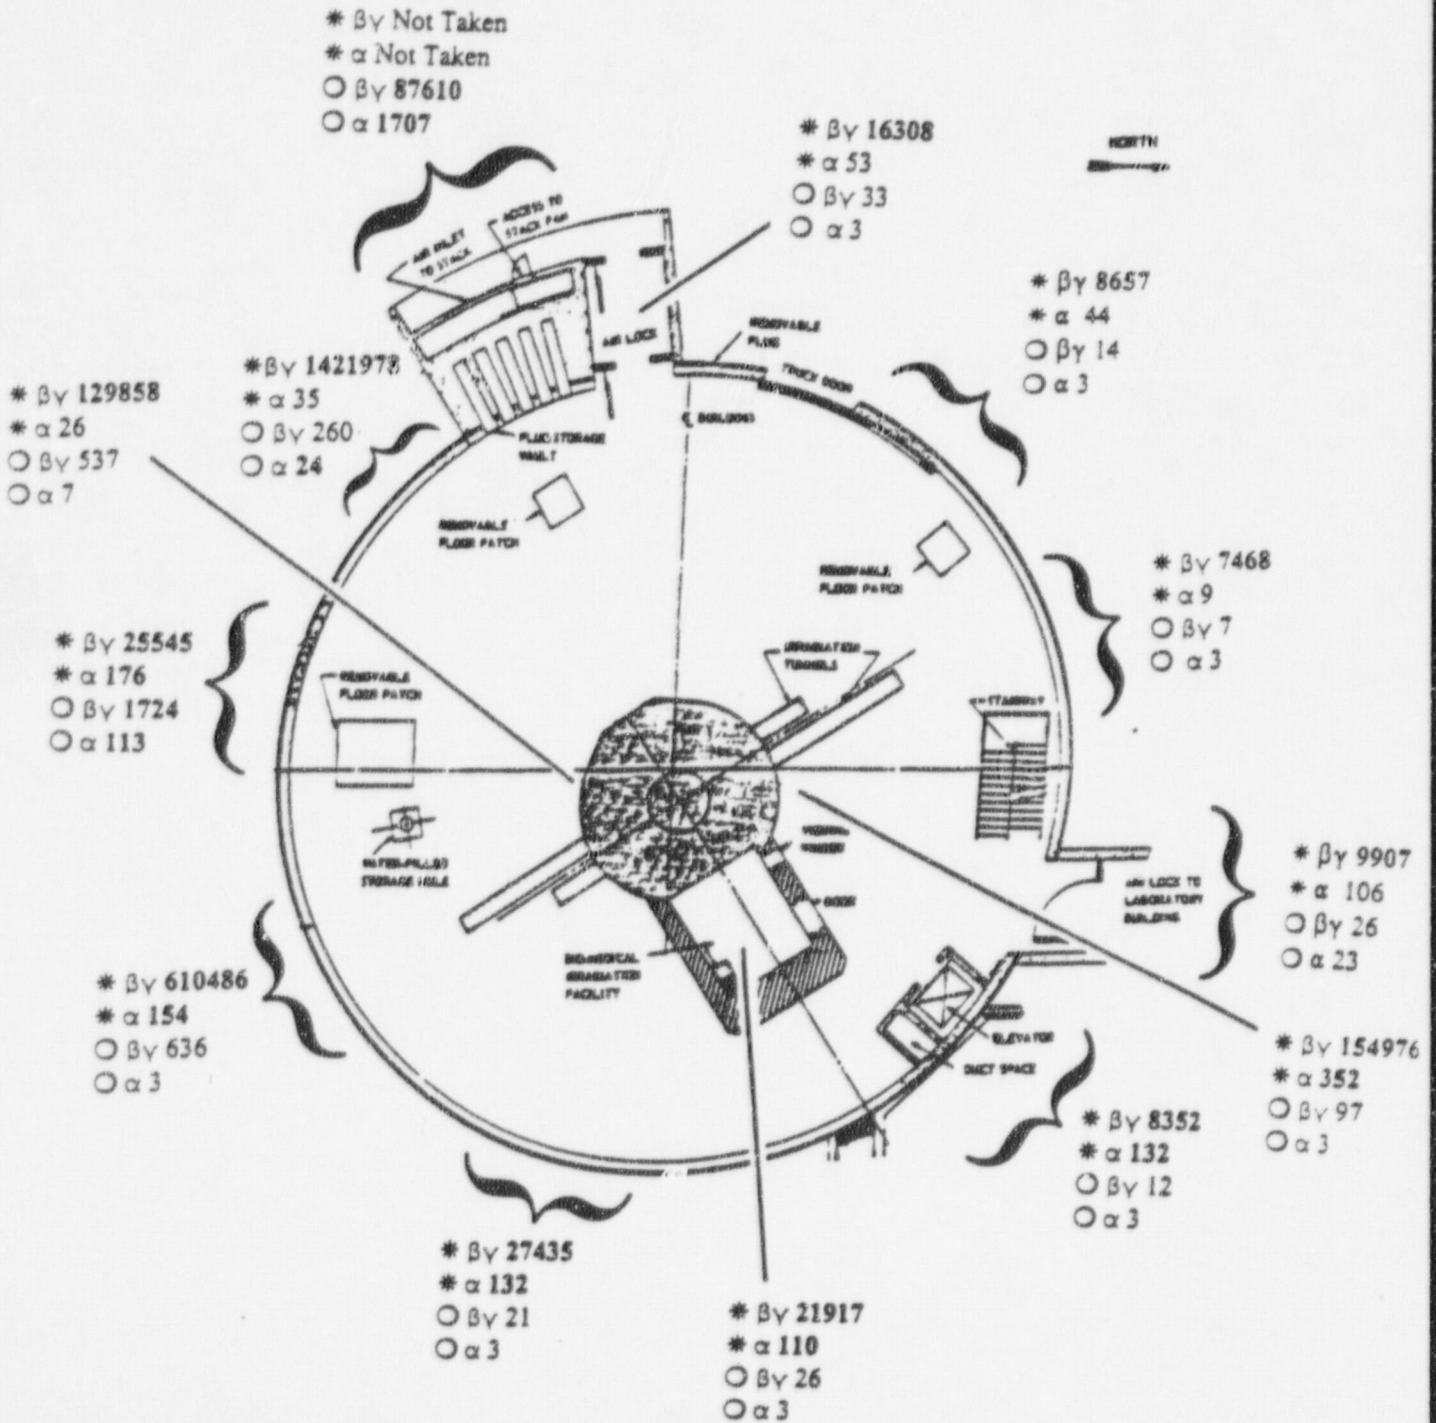 * βγ Not Taken
* α Not Taken
○ βγ 87610
○ α 1707
* βγ 16308
* α 53
○ βγ 33
○ α 3
NORTH
ACCESS TO
STACK FAN
AIR INLET
TO STACK
* βγ 8657
* α 44
○ βγ 14
○ α 3
AIR LOCK
REMOVABLE
PLUG
TRUCK DOOR
* βγ 1421978
* α 35
○ βγ 260
○ α 24
* βγ 129858
* α 26
○ βγ 537
○ α 7
℄ BUILDING
PLUG STORAGE
VAULT
REMOVABLE
FLOOR PATCH
REMOVABLE
FLOOR PATCH
* βγ 7468
* α 9
○ βγ 7
○ α 3
* βγ 25545
* α 176
○ βγ 1724
○ α 113
IRRADIATION
TUNNELS
REMOVABLE
FLOOR PATCH
STAIRWAY
WATER-FILLED
STORAGE HOLE
VIEWING
WINDOW
DOOR
* βγ 9907
* α 106
○ βγ 26
○ α 23
AIR LOCK TO
LABORATORY
BUILDING
* βγ 610486
* α 154
○ βγ 636
○ α 3
BIOMEDICAL
IRRADIATION
FACILITY
ELEVATOR
DUCT SPACE
* βγ 154976
* α 352
○ βγ 97
○ α 3
* βγ 8352
* α 132
○ βγ 12
○ α 3
* βγ 27435
* α 132
○ βγ 21
○ α 3
* βγ 21917
* α 110
○ βγ 26
○ α 3